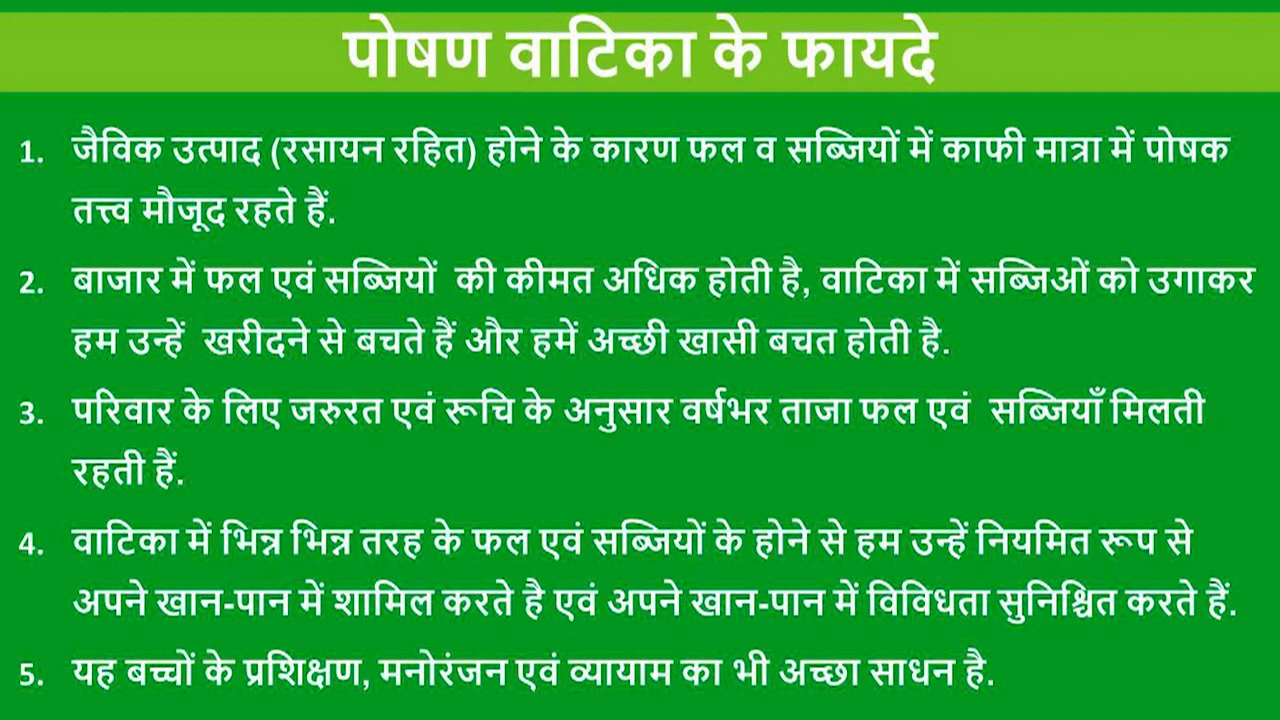 पोषण वाटिका के फायदे
1. जैविक उत्पाद (रसायन रहित) होने के कारण फल व सब्जियों में काफी मात्रा में पोषक
तत्त्व मौजूद रहते हैं.
2. बाजार में फल एवं सब्जियों की कीमत अधिक होती है, वाटिका में सब्जिओं को उगाकर
हम उन्हें खरीदने से बचते हैं और हमें अच्छी खासी बचत होती है.
3. परिवार के लिए जरुरत एवं रूचि के अनुसार वर्षभर ताजा फल एवं सब्जियाँ मिलती
रहती हैं.
4. वाटिका में भिन्न भिन्न तरह के फल एवं सब्जियों के होने से हम उन्हें नियमित रूप से
अपने खान-पान में शामिल करते है एवं अपने खान-पान में विविधता सुनिश्चित करते हैं.
5. यह बच्चों के प्रशिक्षण, मनोरंजन एवं व्यायाम का भी अच्छा साधन है.